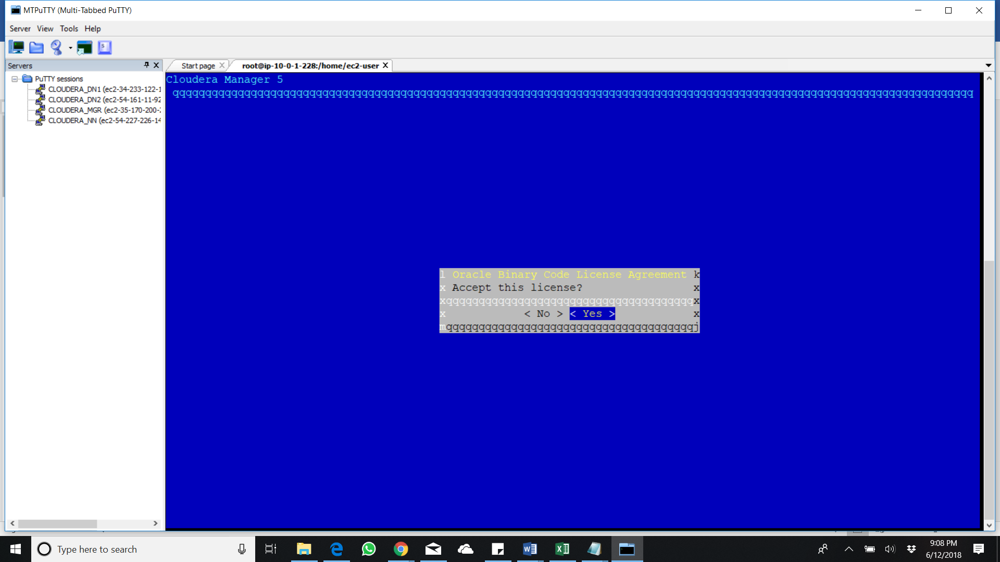 MTPuTTY (Multi-Tabbed PuTTY)
Server View Tools Help
Servers
PuTTY sessions
CLOUDERA_DN1 (ec2-34-233-122-1
CLOUDERA_DN2 (ec2-54-161-11-92
CLOUDERA_MGR (ec2-35-170-200-2
CLOUDERA_NN (ec2-54-227-226-14
Start page
root@ip-10-0-1-228:/home/ec2-user
Cloudera Manager 5
qqqqqqqqqqqqqqqqqqqqqqqqqqqqqqqqqqqqqqqqqqqqqqqqqqqqqqqqqqqqqqqqqqqqqqqqqqqqqqqqqqqqqqqqqqqqqqqqqqqqqqqqqqqqqqqqqqqqqqqqqqq
l Oracle Binary Code License Agreement k
x Accept this license? x
xqqqqqqqqqqqqqqqqqqqqqqqqqqqqqqqqqqqqqqx
x < No > < Yes > x
mqqqqqqqqqqqqqqqqqqqqqqqqqqqqqqqqqqqqqqj
Type here to search
9:08 PM
6/12/2018